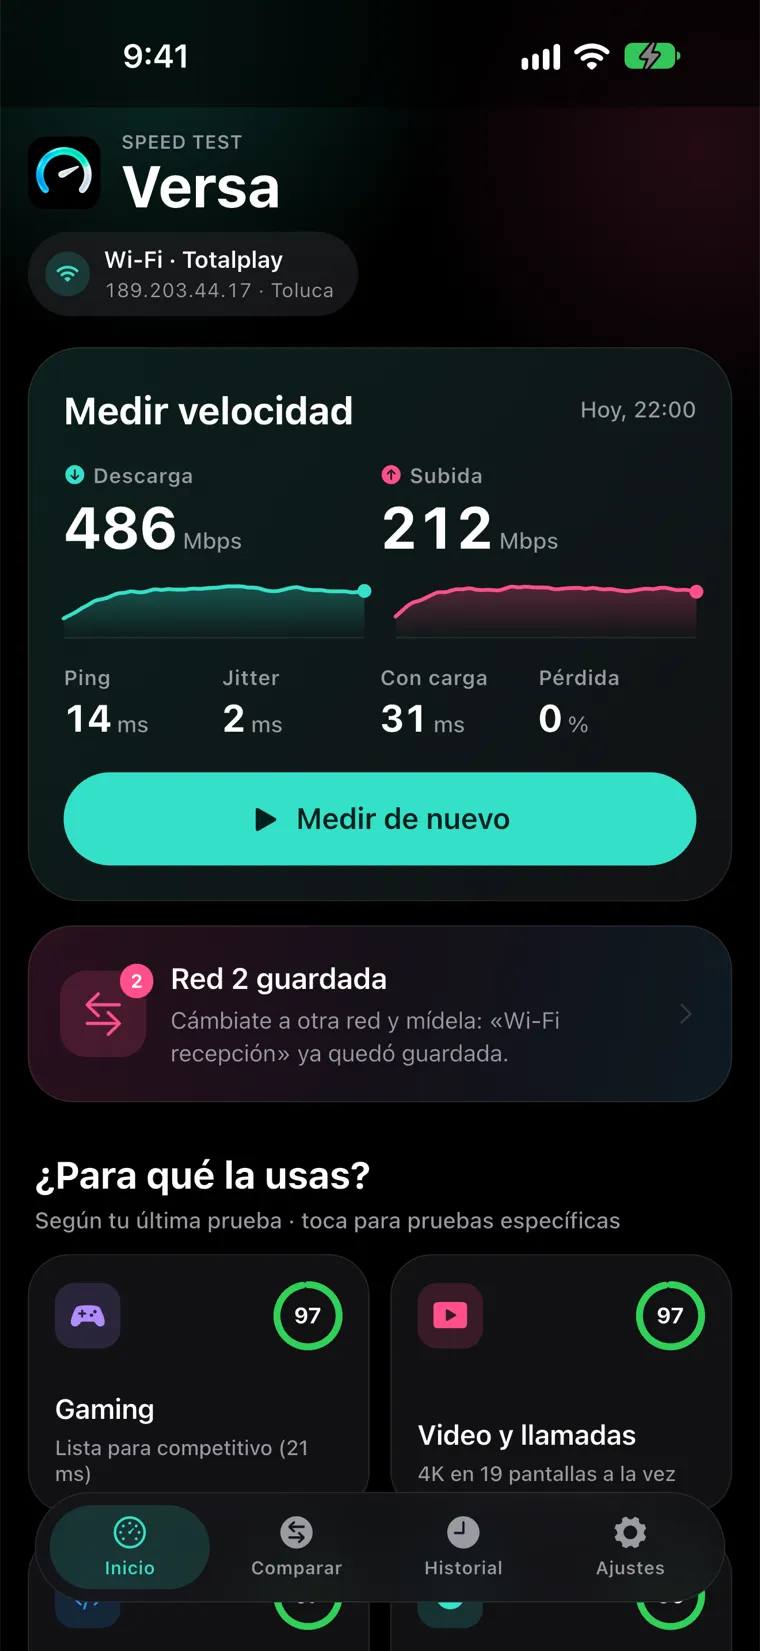 9:41
SPEED TEST
Versa
Wi-Fi · Totalplay
189.203.44.17 · Toluca
Medir velocidad
Hoy, 22:00
Descarga
Subida
486 Mbps
212 Mbps
Ping
Jitter
Con carga
Pérdida
14 ms
2 ms
31 ms
0 %
Medir de nuevo
2
Red 2 guardada
Cámbiate a otra red y mídela: «Wi-Fi
recepción» ya quedó guardada.
¿Para qué la usas?
Según tu última prueba · toca para pruebas específicas
97
97
Gaming
Lista para competitivo (21
ms)
Video y llamadas
4K en 19 pantallas a la vez
Inicio
Comparar
Historial
Ajustes